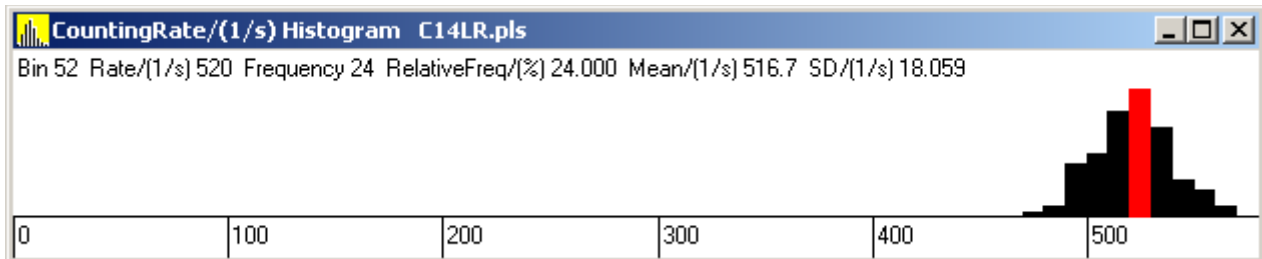 CountingRate/(1/s) Histogram C14LR.pls
Bin 52 Rate/(1/s) 520 Frequency 24 RelativeFreq/(%) 24.000 Mean/(1/s) 516.7 SD/(1/s) 18.059
0 100 200 300 400 500